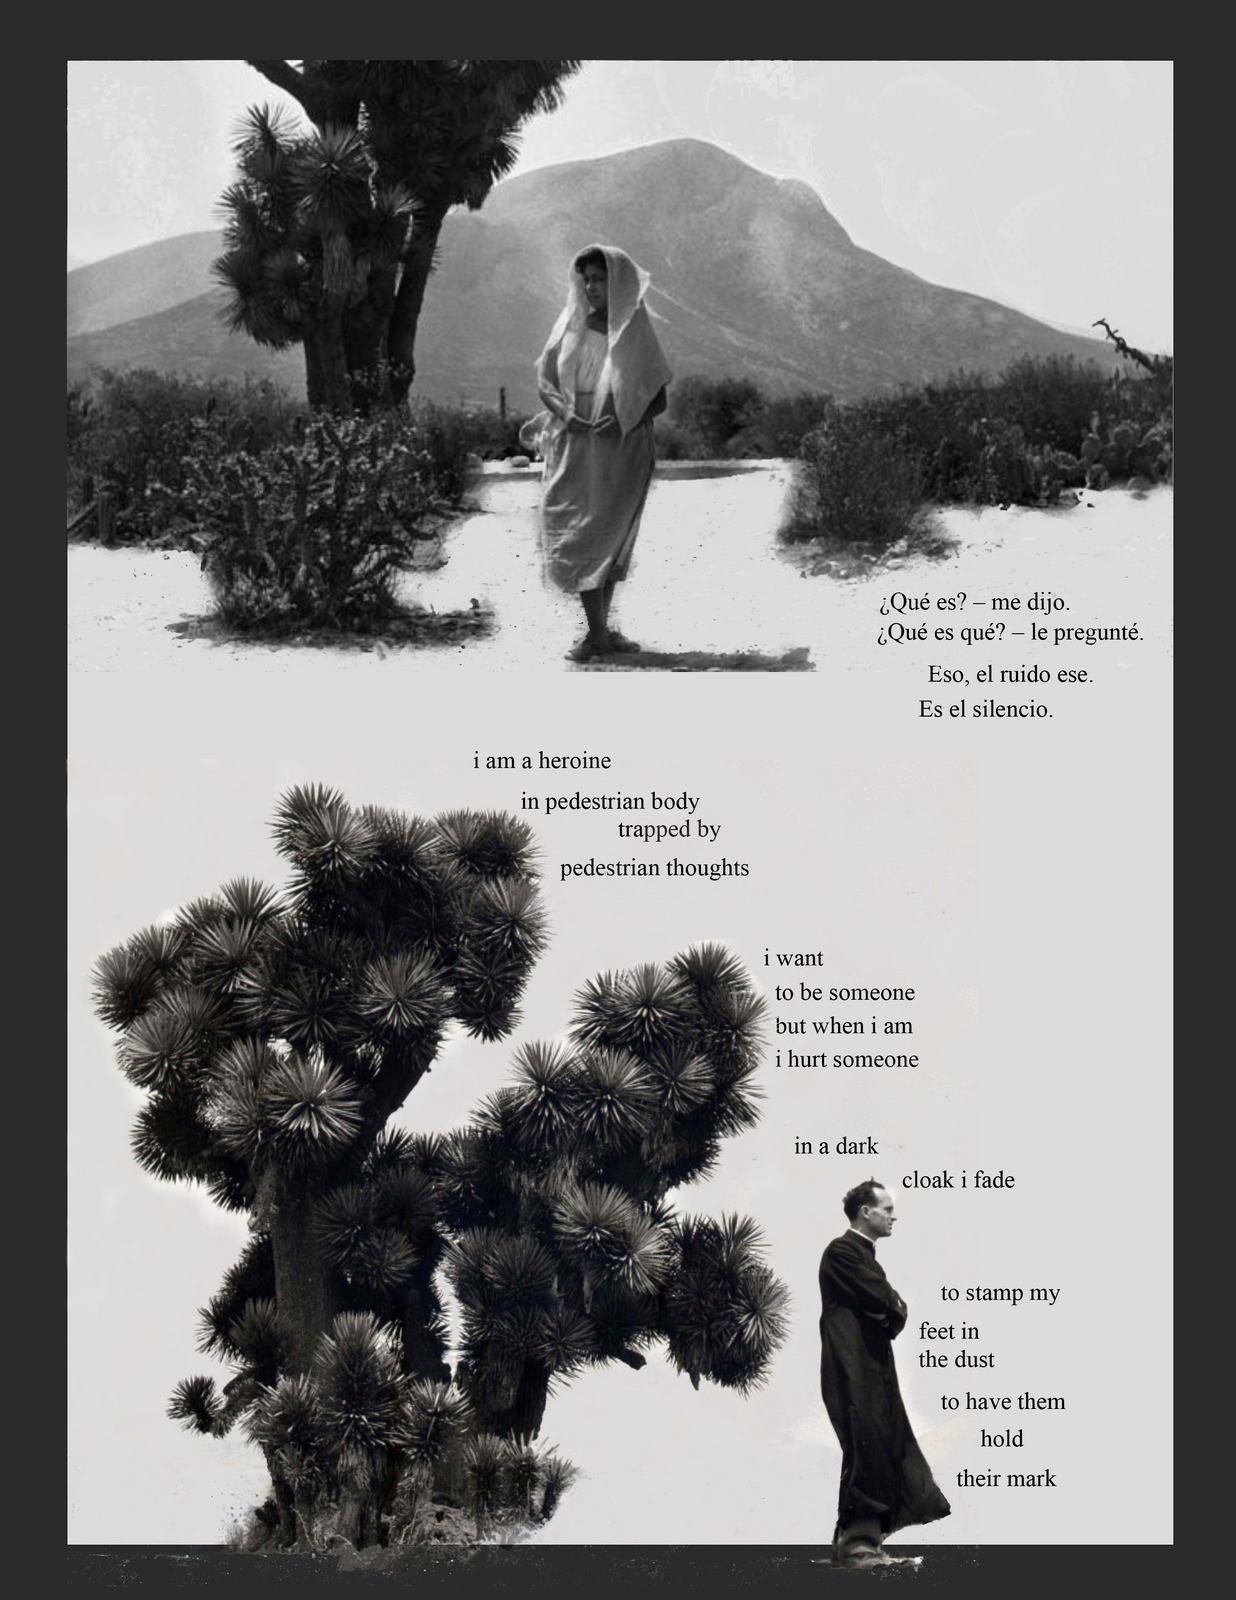 ¿Qué es? – me dijo.
¿Qué es qué? – le pregunté.
Eso, el ruido ese.
Es el silencio.
i am a heroine
in pedestrian body
trapped by
pedestrian thoughts
i want
to be someone
but when i am
i hurt someone
in a dark
cloak i fade
to stamp my
feet in
the dust
to have them
hold
their mark